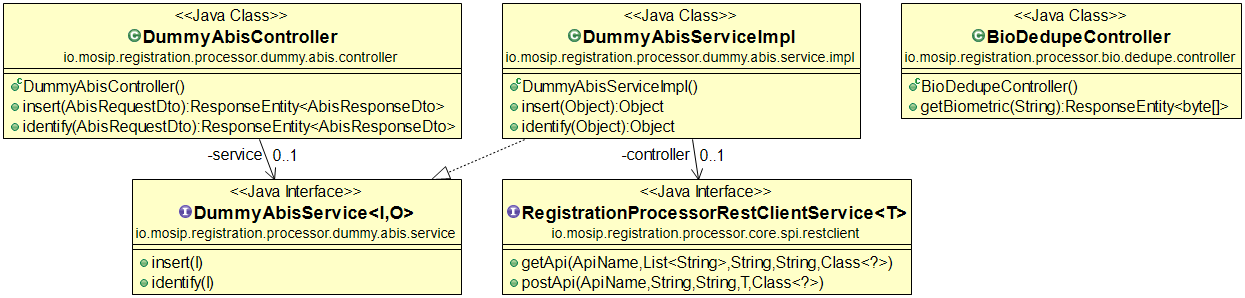 <<Java Class>>
DummyAbisController
io.mosip.registration.processor.dummy.abis.controller
DummyAbisController()
insert(AbisRequestDto):ResponseEntity<AbisResponseDto>
identify(AbisRequestDto):ResponseEntity<AbisResponseDto>
<<Java Class>>
DummyAbisServiceImpl
io.mosip.registration.processor.dummy.abis.service.impl
DummyAbisServiceImpl()
insert(Object):Object
identify(Object):Object
<<Java Class>>
BioDedupeController
io.mosip.registration.processor.bio.dedupe.controller
BioDedupeController()
getBiometric(String):ResponseEntity<byte[]>
-service 0..1
-controller 0..1
<<Java Interface>>
DummyAbisService<I,O>
io.mosip.registration.processor.dummy.abis.service
insert(I)
identify(I)
<<Java Interface>>
RegistrationProcessorRestClientService<T>
io.mosip.registration.processor.core.spi.restclient
getApi(ApiName,List<String>,String,String,Class<?>)
postApi(ApiName,String,String,T,Class<?>)